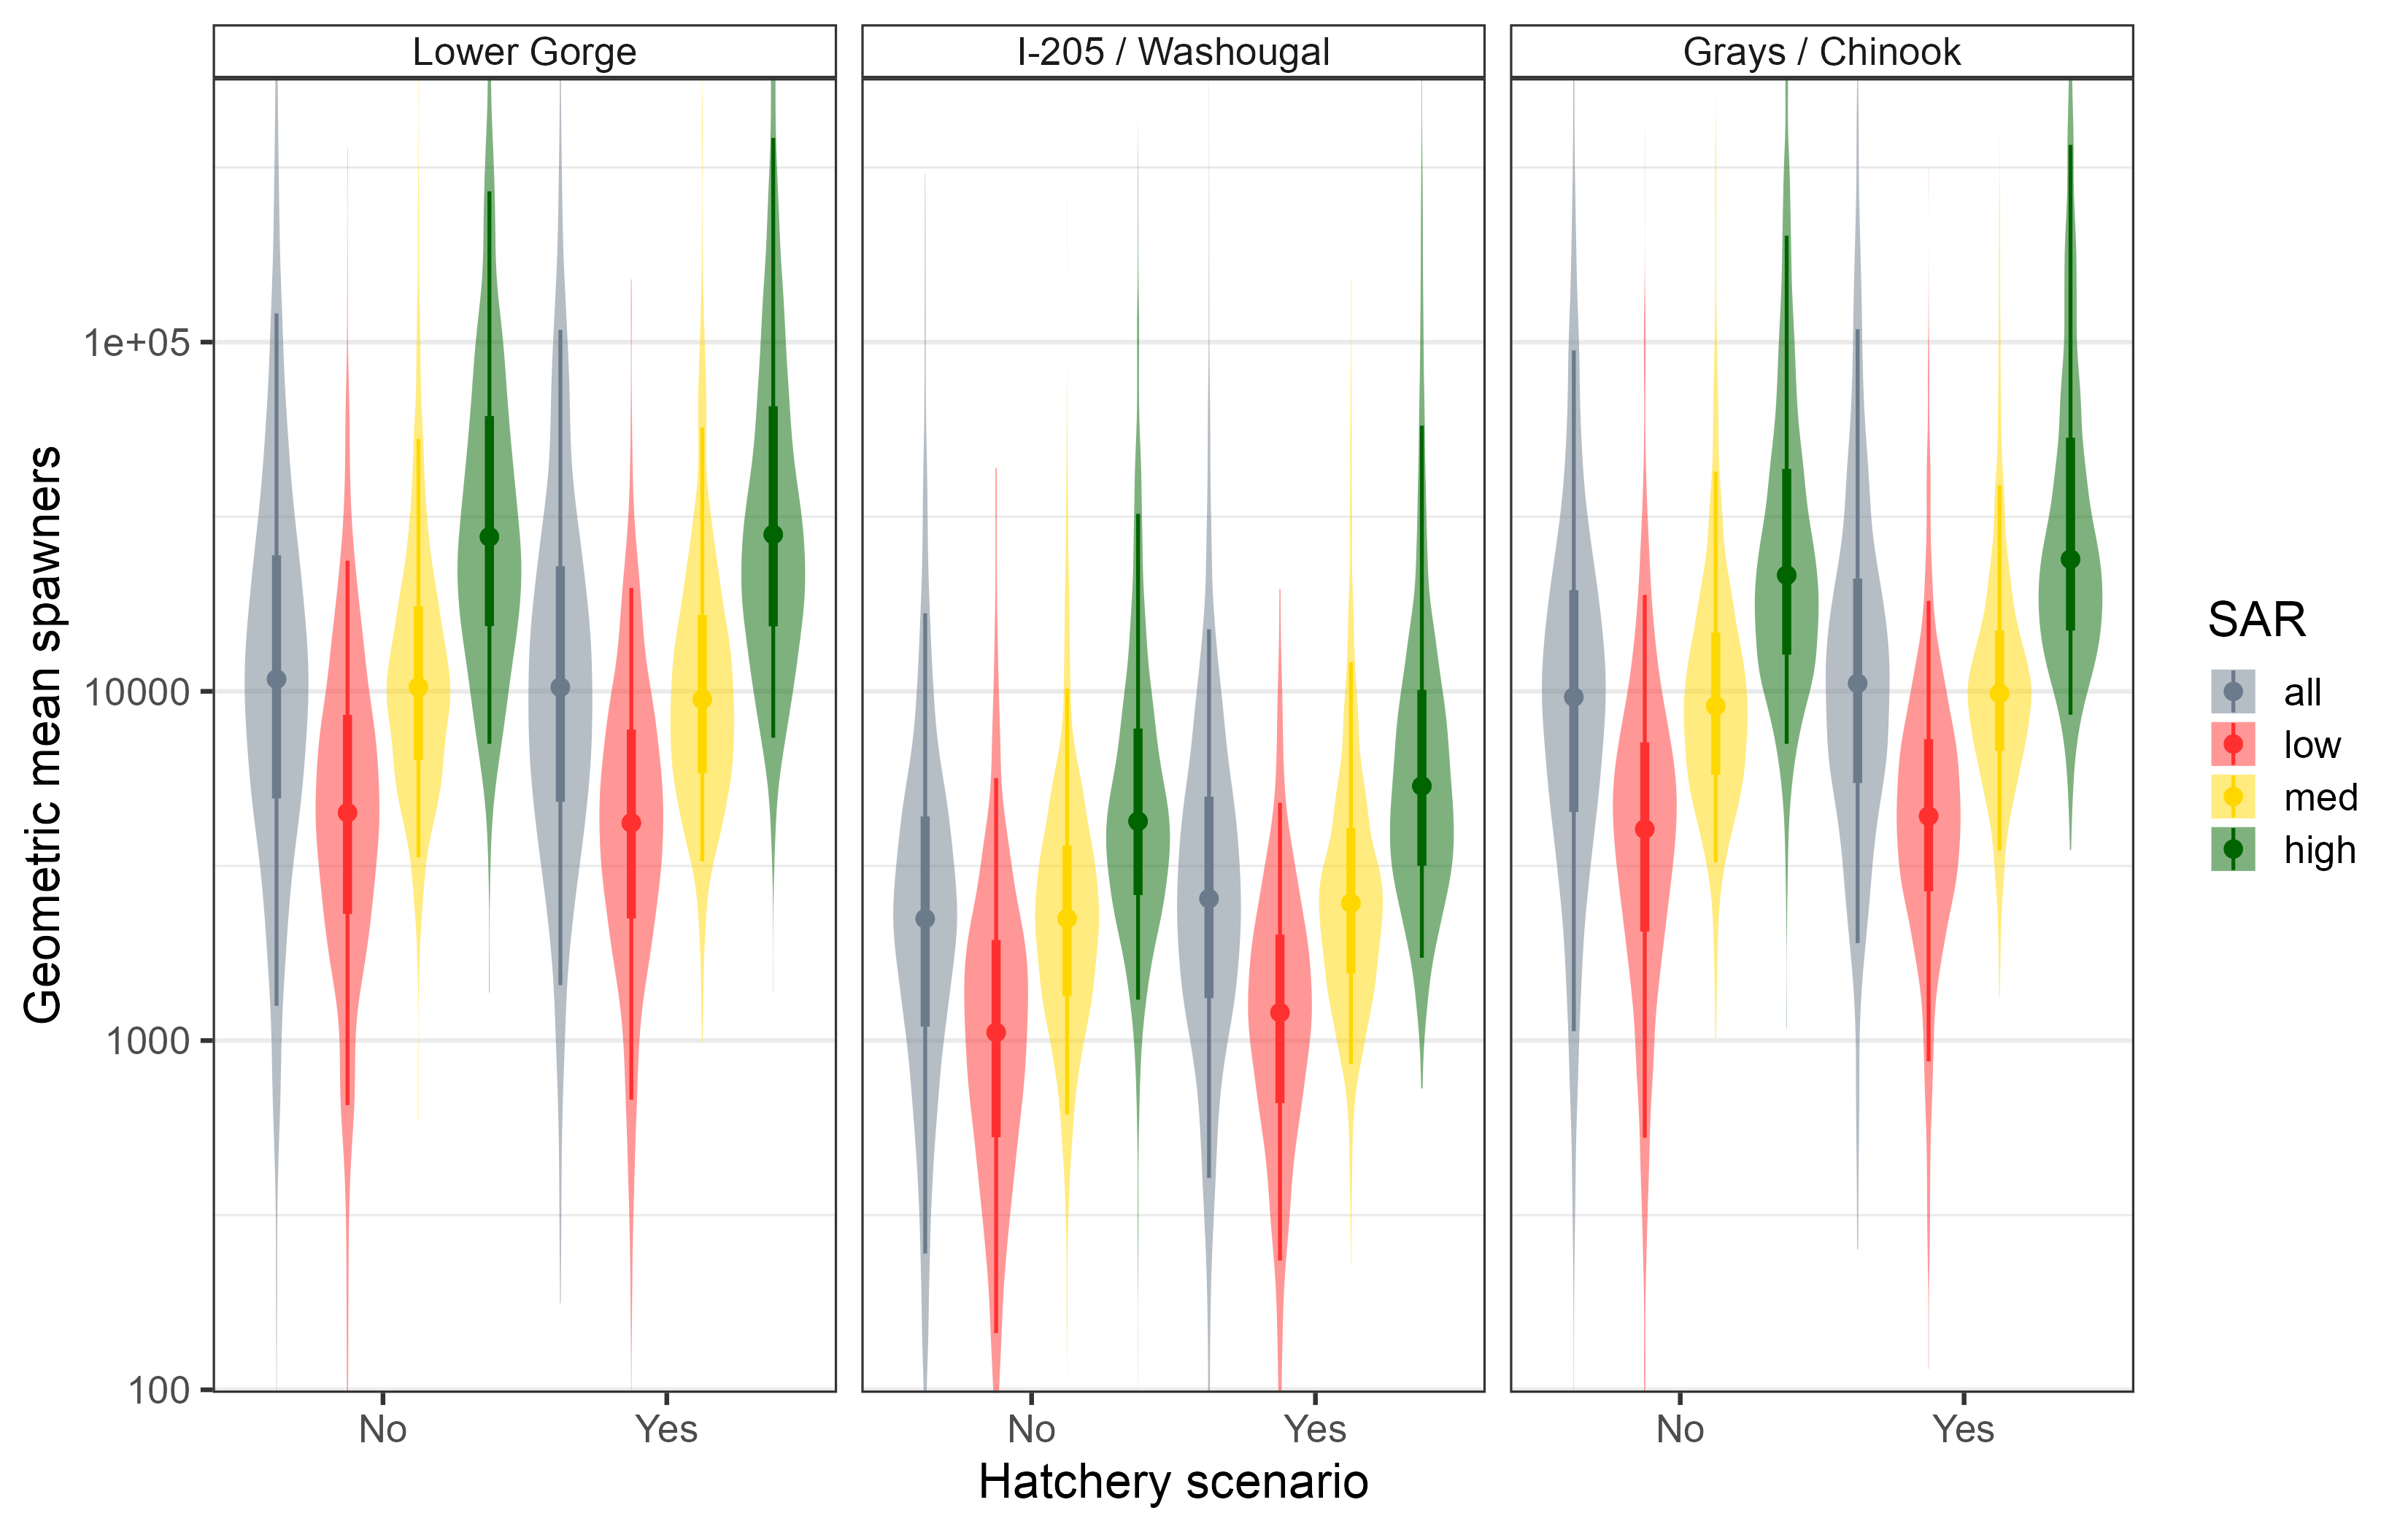 Lower Gorge
I-205 / Washougal
Grays / Chinook
Geometric mean spawners
1e+05
10000
1000
100
No
Yes
No
Yes
No
Yes
Hatchery scenario
SAR
all
low
med
high